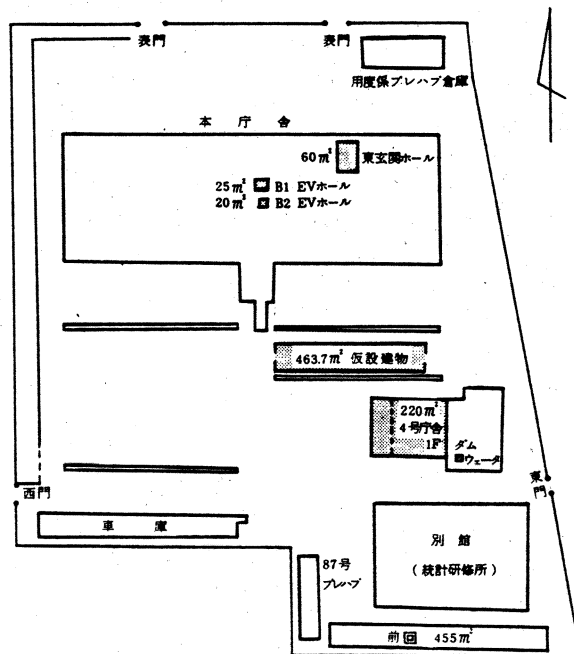 表門
表門
用度係プレハブ倉庫
本庁舎
60㎡ 東玄関ホール
25㎡ B1 EVホール
20㎡ B2 EVホール
463.7㎡ 仮設建物
220㎡
4号庁舎
1F
ダム
ウェータ
東門
西門
車庫
別館
(統計研修所)
87号
プレハブ
前回 455㎡